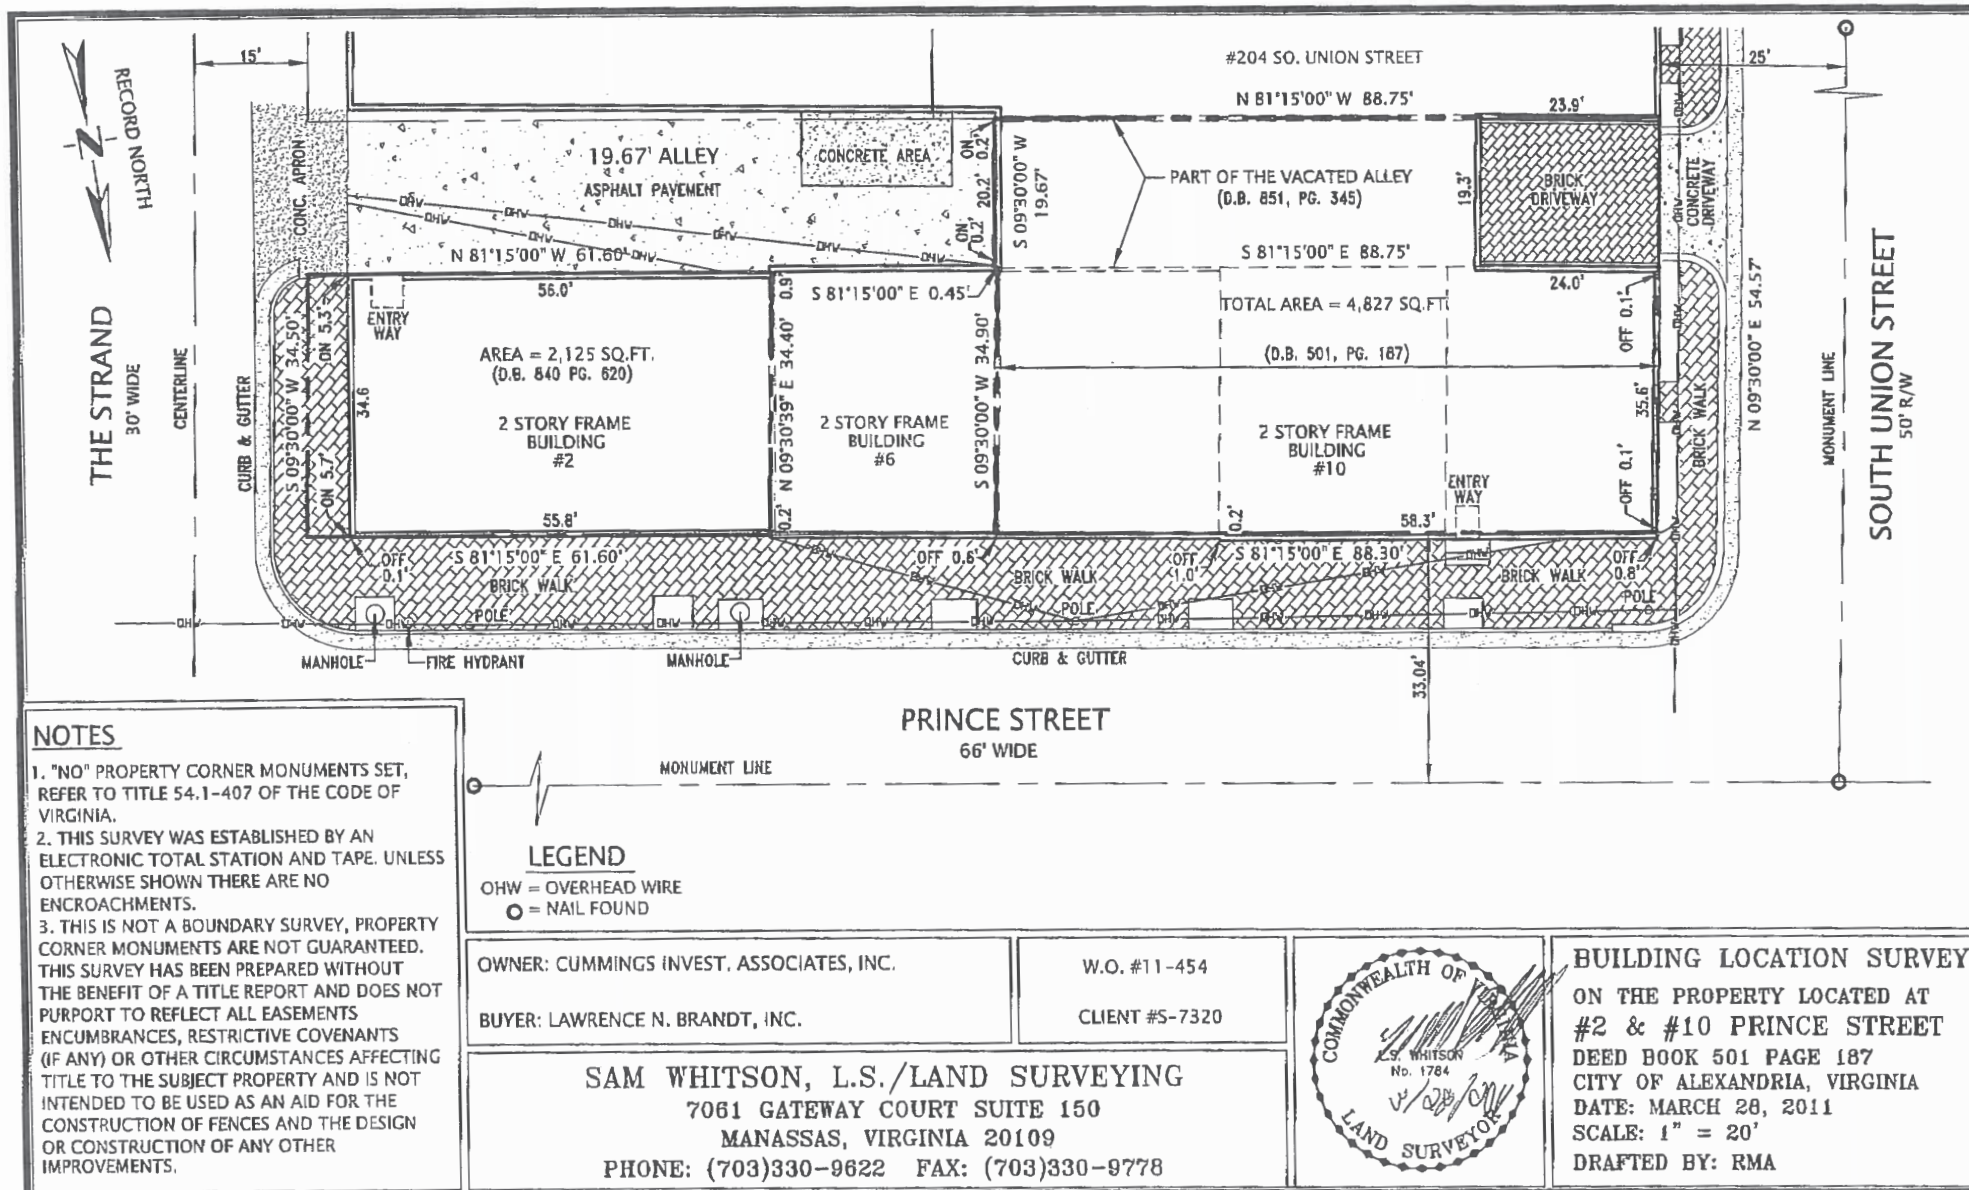 RECORD NORTH
N
15'
#204 SO. UNION STREET
N 81°15'00" W 88.75'
23.9'
25'
CONC. APRON
19.67' ALLEY
ASPHALT PAVEMENT
CONCRETE AREA
ON 0.2'
20.2'
ON 0.2'
S 09°30'00" W
19.67'
PART OF THE VACATED ALLEY
(D.B. 851, PG. 345)
19.3'
BRICK
DRIVEWAY
CONCRETE
DRIVEWAY
OHW
OHW
OHW
OHW
OHW
OHW
OHW
OHW
N 81°15'00" W 61.60'
S 81°15'00" E 88.75'
THE STRAND
30' WIDE
CENTERLINE
CURB & GUTTER
S 09°30'00" W 34.50'
ON 5.3'
ON 5.7'
34.6
56.0'
ENTRY
WAY
AREA = 2,125 SQ.FT.
(D.B. 840 PG. 620)
2 STORY FRAME
BUILDING
#2
55.8'
0.9'
N 09°30'39" E 34.40'
0.2'
S 81°15'00" E 0.45'
2 STORY FRAME
BUILDING
#6
S 09°30'00" W 34.90'
TOTAL AREA = 4,827 SQ.FT.
(D.B. 501, PG. 187)
24.0'
OFF 0.1'
35.6'
OFF 0.1'
2 STORY FRAME
BUILDING
#10
ENTRY
WAY
0.2'
58.3'
BRICK WALK
N 09°30'00" E 54.57'
MONUMENT LINE
SOUTH UNION STREET
50' R/W
OFF
0.1'
S 81°15'00" E 61.60'
BRICK WALK
OFF 0.6'
BRICK WALK
OFF
1.0'
S 81°15'00" E 88.30'
BRICK WALK
OFF
0.8'
POLE
POLE
POLE
OHW
OHW
OHW
OHW
OHW
OHW
OHW
OHW
OHW
MANHOLE
FIRE HYDRANT
MANHOLE
CURB & GUTTER
33.04'
PRINCE STREET
66' WIDE
MONUMENT LINE
NOTES
1. "NO" PROPERTY CORNER MONUMENTS SET,
REFER TO TITLE 54.1-407 OF THE CODE OF
VIRGINIA.
2. THIS SURVEY WAS ESTABLISHED BY AN
ELECTRONIC TOTAL STATION AND TAPE. UNLESS
OTHERWISE SHOWN THERE ARE NO
ENCROACHMENTS.
3. THIS IS NOT A BOUNDARY SURVEY, PROPERTY
CORNER MONUMENTS ARE NOT GUARANTEED.
THIS SURVEY HAS BEEN PREPARED WITHOUT
THE BENEFIT OF A TITLE REPORT AND DOES NOT
PURPORT TO REFLECT ALL EASEMENTS
ENCUMBRANCES, RESTRICTIVE COVENANTS
(IF ANY) OR OTHER CIRCUMSTANCES AFFECTING
TITLE TO THE SUBJECT PROPERTY AND IS NOT
INTENDED TO BE USED AS AN AID FOR THE
CONSTRUCTION OF FENCES AND THE DESIGN
OR CONSTRUCTION OF ANY OTHER
IMPROVEMENTS.
LEGEND
OHW = OVERHEAD WIRE
O = NAIL FOUND
OWNER: CUMMINGS INVEST. ASSOCIATES, INC.
BUYER: LAWRENCE N. BRANDT, INC.
W.O. #11-454
CLIENT #S-7320
SAM WHITSON, L.S./LAND SURVEYING
7061 GATEWAY COURT SUITE 150
MANASSAS, VIRGINIA 20109
PHONE: (703)330-9622 FAX: (703)330-9778
COMMONWEALTH OF VIRGINIA
L.S. WHITSON
No. 1784
LAND SURVEYOR
BUILDING LOCATION SURVEY
ON THE PROPERTY LOCATED AT
#2 & #10 PRINCE STREET
DEED BOOK 501 PAGE 187
CITY OF ALEXANDRIA, VIRGINIA
DATE: MARCH 28, 2011
SCALE: 1" = 20'
DRAFTED BY: RMA